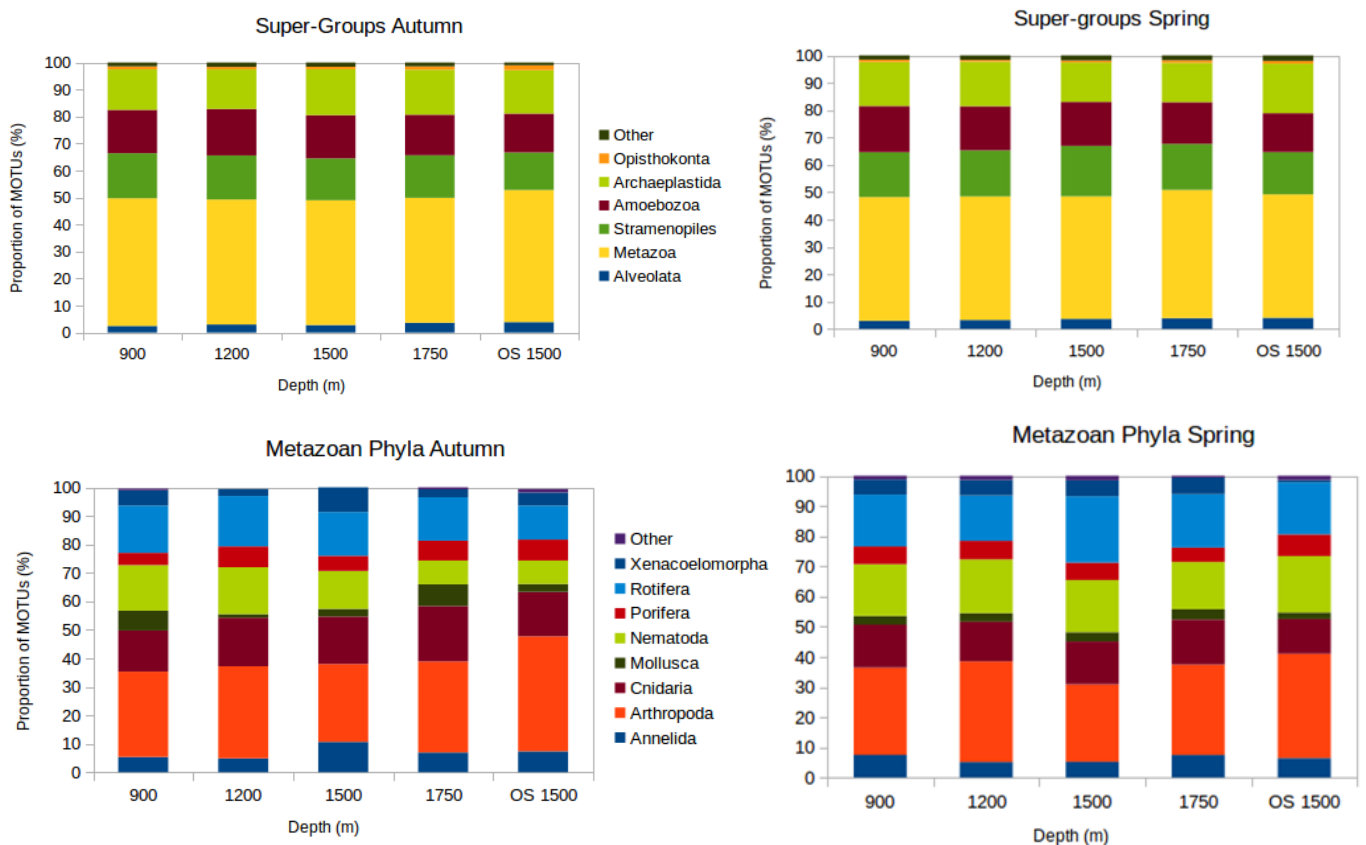 Super-Groups Autumn
Proportion of MOTUs (%)
100
90
80
70
60
50
40
30
20
10
0
900 1200 1500 1750 OS 1500
Depth (m)
Other
Opisthokonta
Archaeplastida
Amoebozoa
Stramenopiles
Metazoa
Alveolata
Super-groups Spring
Proportion of MOTUs (%)
100
90
80
70
60
50
40
30
20
10
0
900 1200 1500 1750 OS 1500
Depth (m)
Metazoan Phyla Autumn
Proportion of MOTUs (%)
100
90
80
70
60
50
40
30
20
10
0
900 1200 1500 1750 OS 1500
Depth (m)
Other
Xenacoelomorpha
Rotifera
Porifera
Nematoda
Mollusca
Cnidaria
Arthropoda
Annelida
Metazoan Phyla Spring
100
90
80
70
60
50
40
30
20
10
0
900 1200 1500 1750 OS 1500
Depth (m)